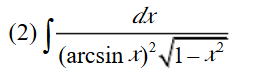 (2) ∫ dx / ((arcsin x)² √(1 − x²))